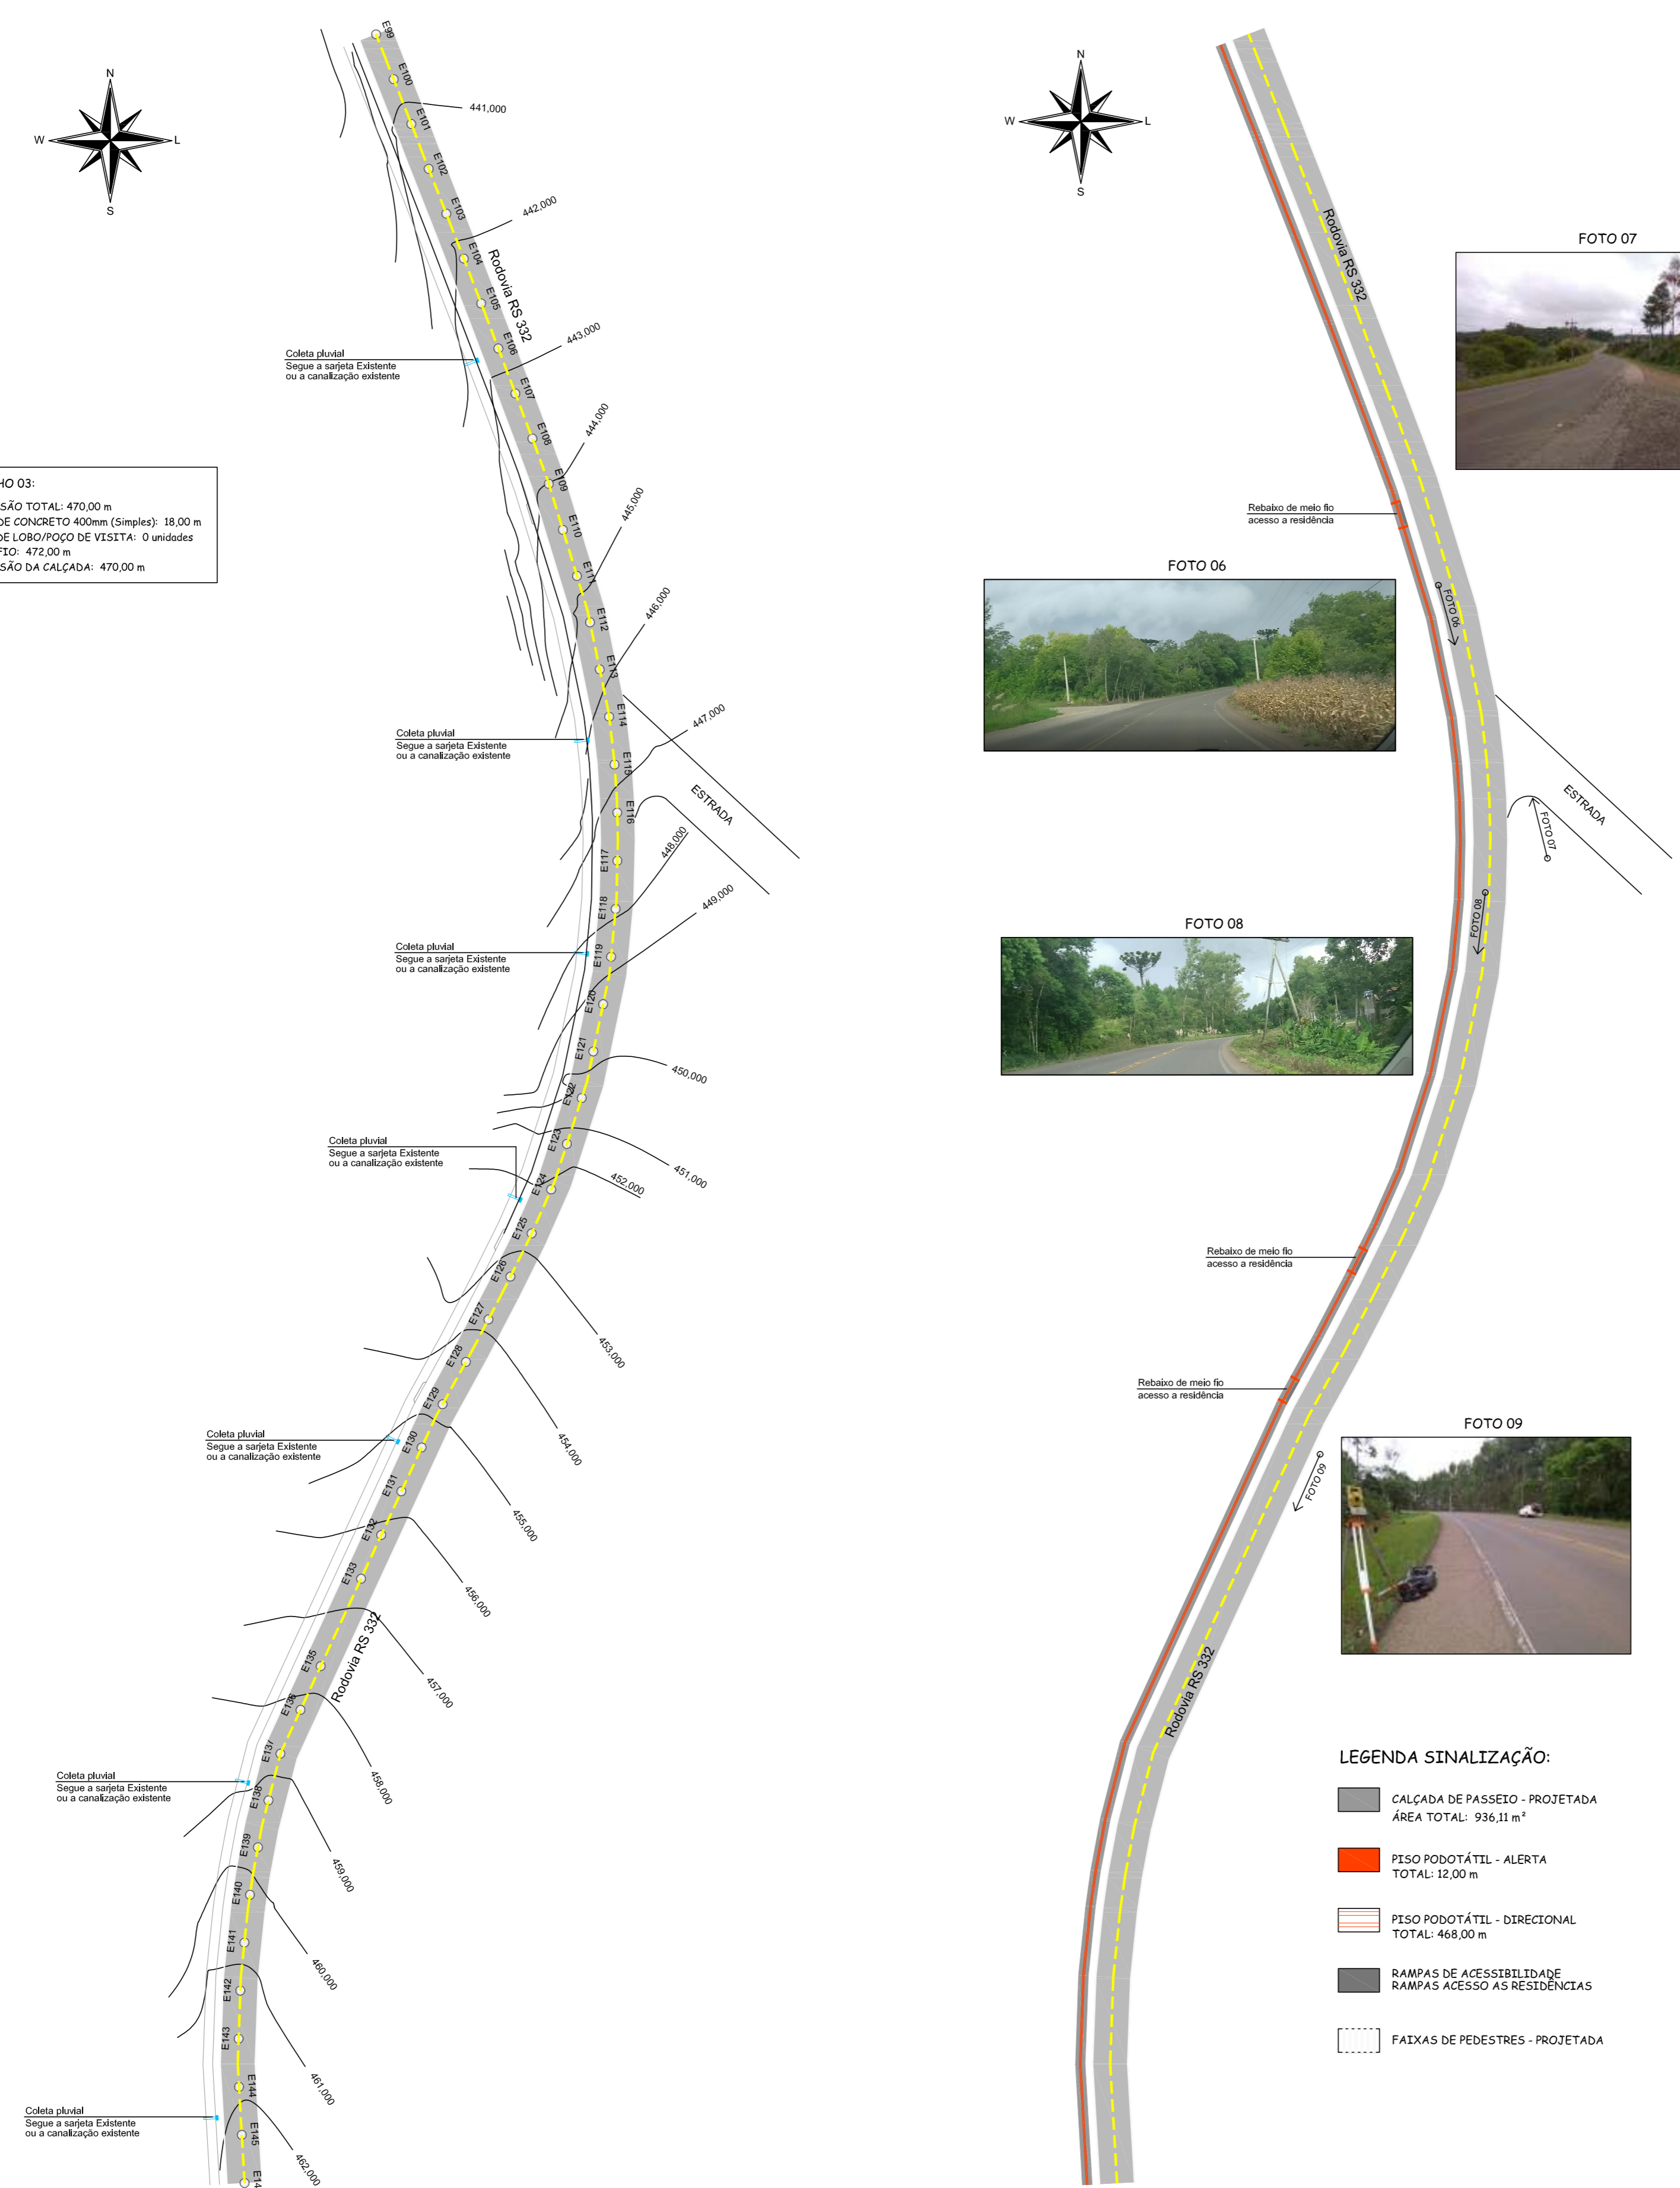 N
W
L
S
E99
E100
E101
E102
E103
E104
E105
E106
E107
E108
E109
E110
E111
E112
E113
E114
E115
E116
E117
E118
E119
E120
E121
E122
E123
E124
E125
E126
E127
E128
E129
E130
E131
E132
E133
E135
E136
E137
E138
E139
E140
E141
E142
E143
E144
E145
E14
441,000
442,000
443,000
444,000
445,000
446,000
447,000
448,000
449,000
450,000
451,000
452,000
453,000
454,000
455,000
456,000
457,000
458,000
459,000
460,000
461,000
462,000
Rodovia RS 332
ESTRADA
Rodovia RS 332
Coleta pluvial
Segue a sarjeta Existente
ou a canalização existente
HO 03:
SÃO TOTAL: 470,00 m
DE CONCRETO 400mm (Simples): 18,00 m
DE LOBO/POÇO DE VISITA: 0 unidades
FIO: 472,00 m
SÃO DA CALÇADA: 470,00 m
Coleta pluvial
Segue a sarjeta Existente
ou a canalização existente
Coleta pluvial
Segue a sarjeta Existente
ou a canalização existente
Coleta pluvial
Segue a sarjeta Existente
ou a canalização existente
Coleta pluvial
Segue a sarjeta Existente
ou a canalização existente
Coleta pluvial
Segue a sarjeta Existente
ou a canalização existente
Coleta pluvial
Segue a sarjeta Existente
ou a canalização existente
N
W
L
S
Rodovia RS 332
FOTO 07
Rebaixo de meio fio
acesso a residência
FOTO 06
FOTO 06
ESTRADA
FOTO 07
FOTO 08
FOTO 08
Rebaixo de meio fio
acesso a residência
Rebaixo de meio fio
acesso a residência
FOTO 09
FOTO 09
Rodovia RS 332
LEGENDA SINALIZAÇÃO:
CALÇADA DE PASSEIO - PROJETADA
ÁREA TOTAL: 936,11 m²
PISO PODOTÁTIL - ALERTA
TOTAL: 12,00 m
PISO PODOTÁTIL - DIRECIONAL
TOTAL: 468,00 m
RAMPAS DE ACESSIBILIDADE
RAMPAS ACESSO AS RESIDÊNCIAS
FAIXAS DE PEDESTRES - PROJETADA